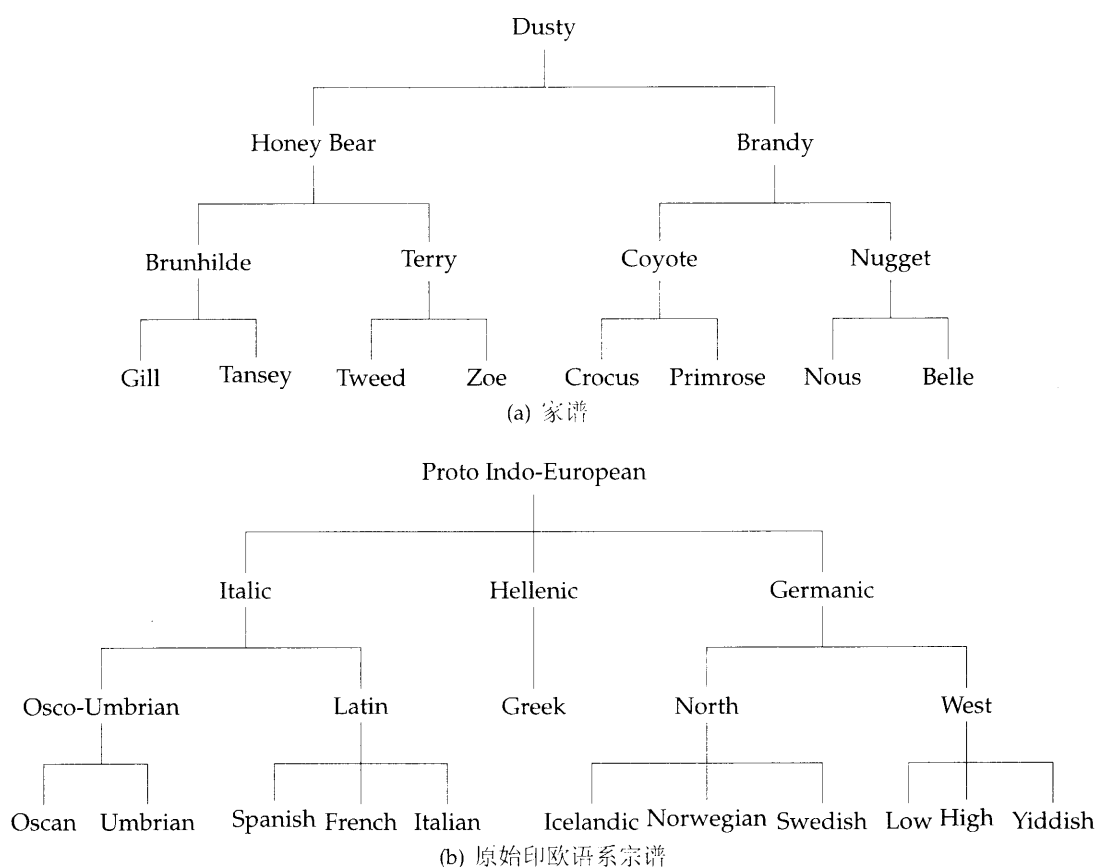 Dusty
Honey Bear Brandy
Brunhilde Terry Coyote Nugget
Gill Tansey Tweed Zoe Crocus Primrose Nous Belle
(a) 家谱
Proto Indo-European
Italic Hellenic Germanic
Osco-Umbrian Latin Greek North West
Oscan Umbrian Spanish French Italian Icelandic Norwegian Swedish Low High Yiddish
(b) 原始印欧语系宗谱